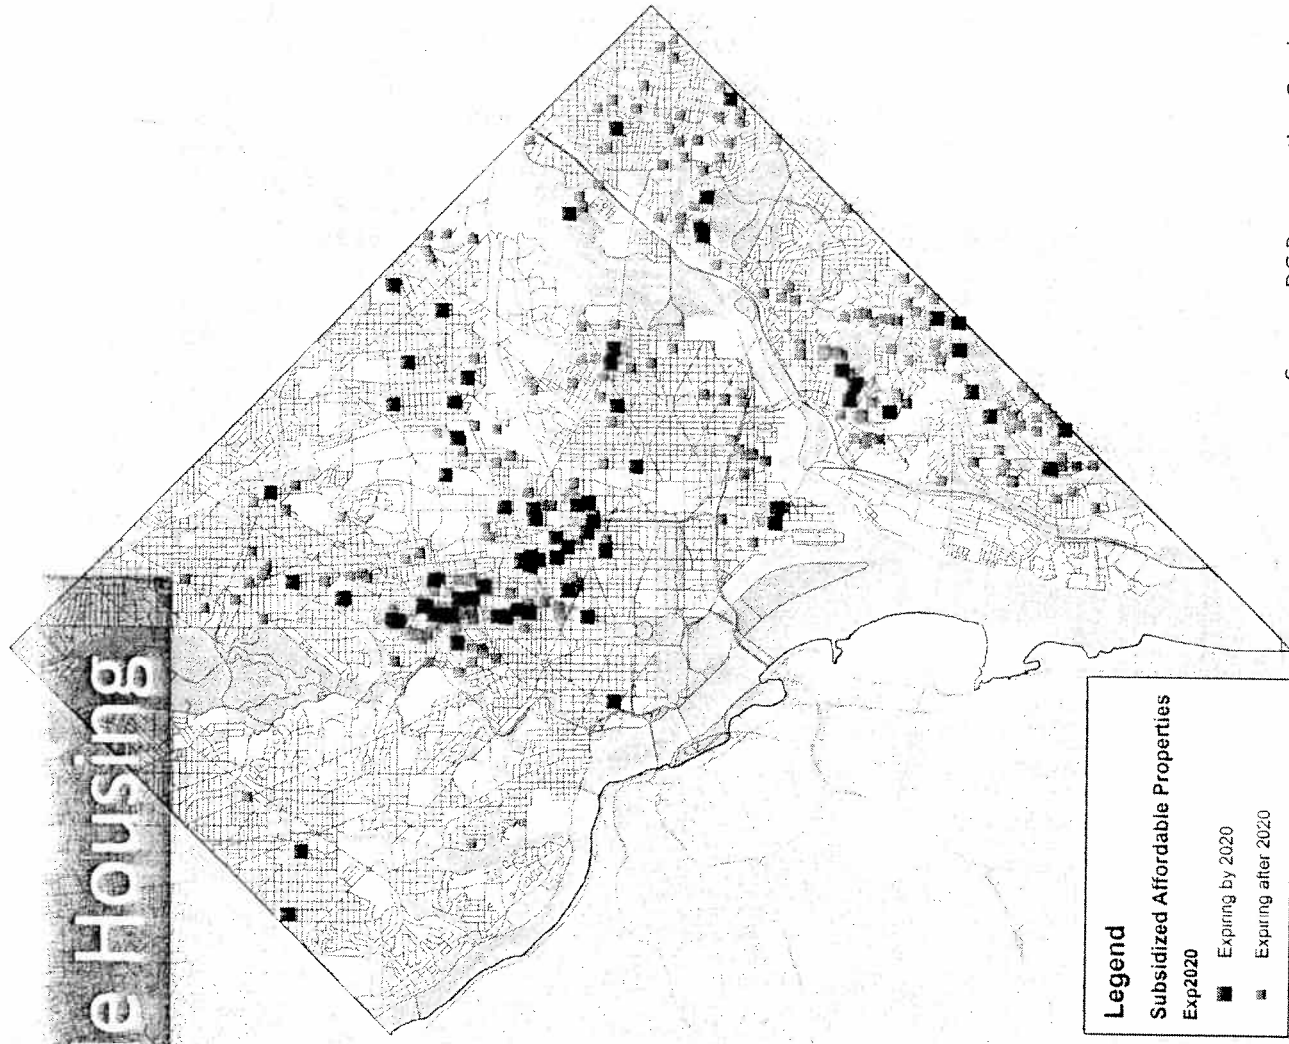 e Housing
Legend
Subsidized Affordable Properties
Exp2020
Expiring by 2020
Expiring after 2020